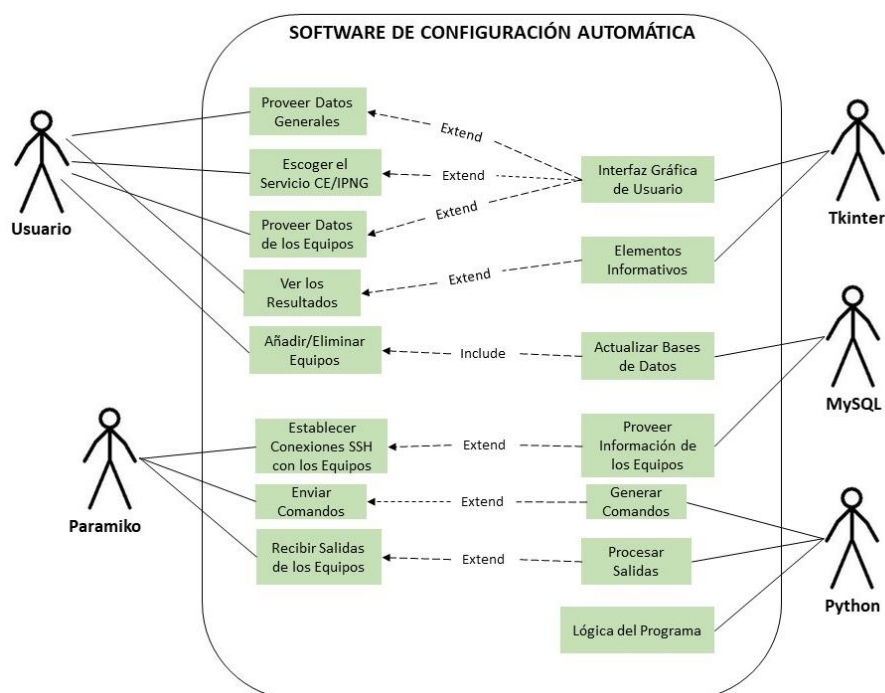 SOFTWARE DE CONFIGURACIÓN AUTOMÁTICA
Proveer Datos
Generales
Extend
Escoger el
Servicio CE/IPNG
Extend
Interfaz Gráfica
de Usuario
Usuario
Tkinter
Proveer Datos
de los Equipos
Extend
Elementos
Informativos
Ver los
Resultados
Extend
Añadir/Eliminar
Equipos
Include
Actualizar Bases
de Datos
MySQL
Establecer
Conexiones SSH
con los Equipos
Extend
Proveer
Información de
los Equipos
Enviar
Comandos
Extend
Generar
Comandos
Paramiko
Recibir Salidas
de los Equipos
Extend
Procesar
Salidas
Python
Lógica del Programa